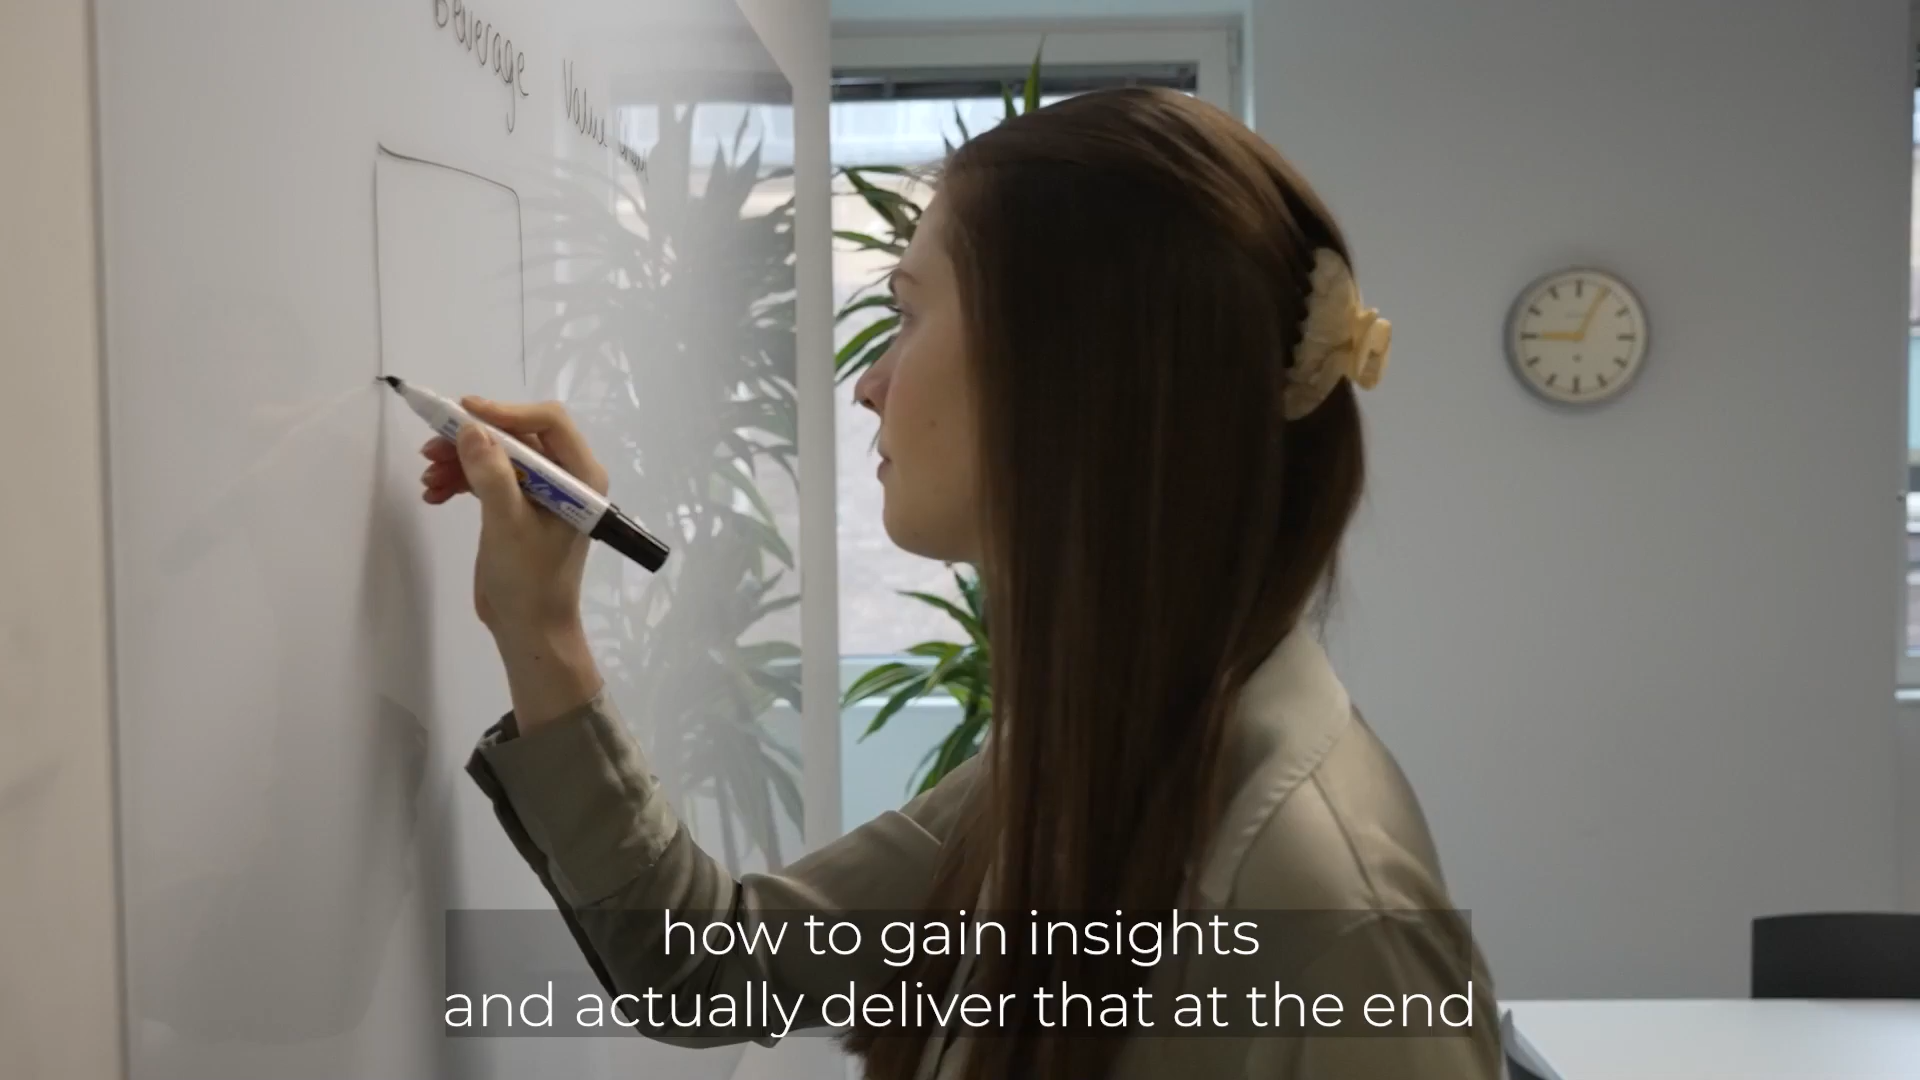 Beverage Value
how to gain insights
and actually deliver that at the end